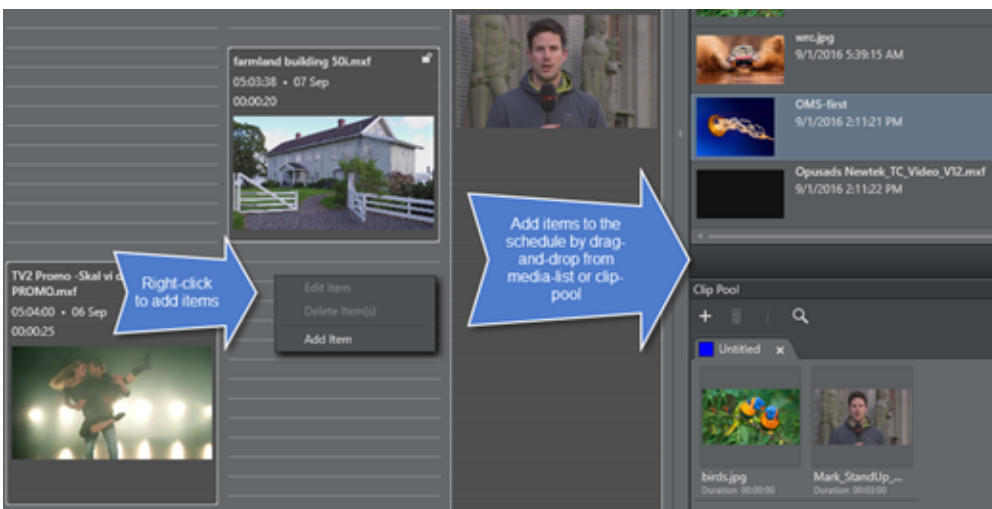 farmland building 50i.mxf
05:03:38 • 07 Sep
00:00:20
TV2 Promo -Skal vi d
PROMO.mxf
05:04:00 • 06 Sep
00:00:25
Right-click
to add items
Edit Item
Delete Item(s)
Add Item
Add items to the
schedule by drag-
and-drop from
media-list or clip-
pool
wrc.jpg
9/1/2016 5:39:15 AM
OMS-first
9/1/2016 2:11:21 PM
Opusads Newtek_TC_Video_V12.mxf
9/1/2016 2:11:22 PM
Clip Pool
Untitled
birds.jpg
Duration: 00:00:00
Mark_StandUp_...
Duration: 00:03:00